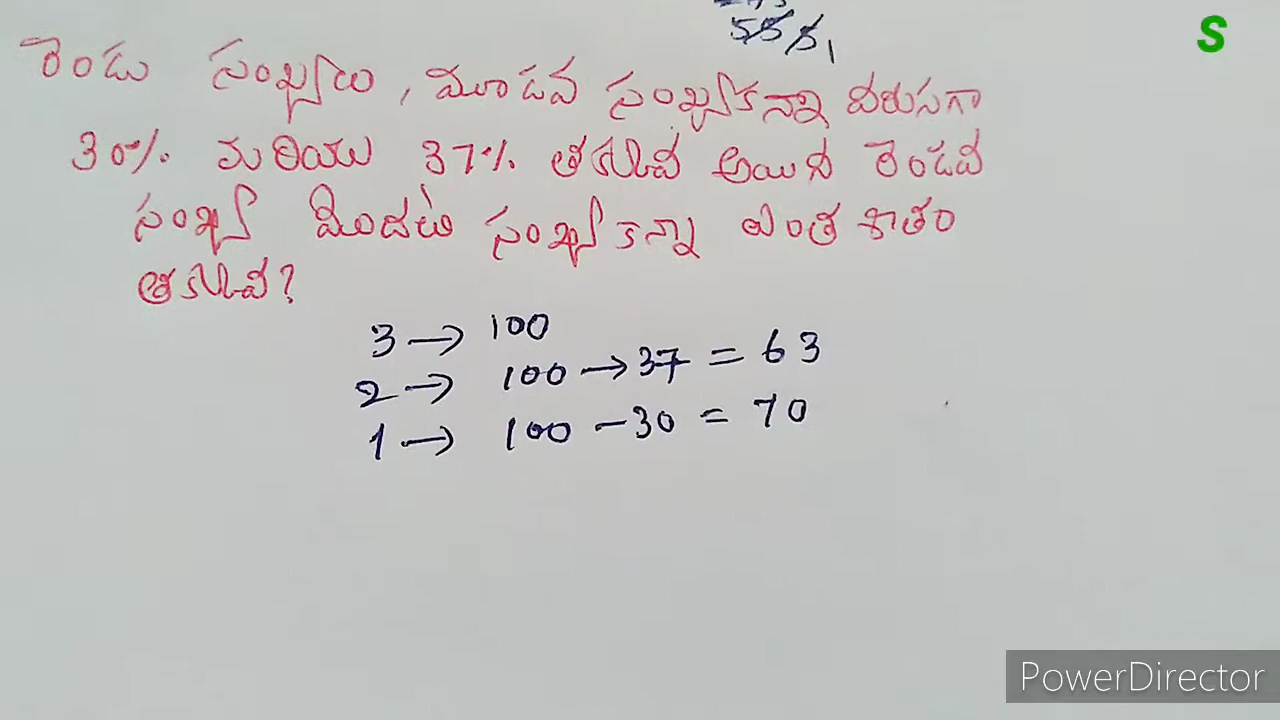 S
రెండు సంఖ్యలు, మూడవ సంఖ్యకన్నా వరుసగా
30% మరియు 37% తక్కువ అయిన రెండవ
సంఖ్య మొదటి సంఖ్యకన్నా ఎంత శాతం
తక్కువ?
3 → 100
2 → 100 → 37 = 63
1 → 100 - 30 = 70
PowerDirector